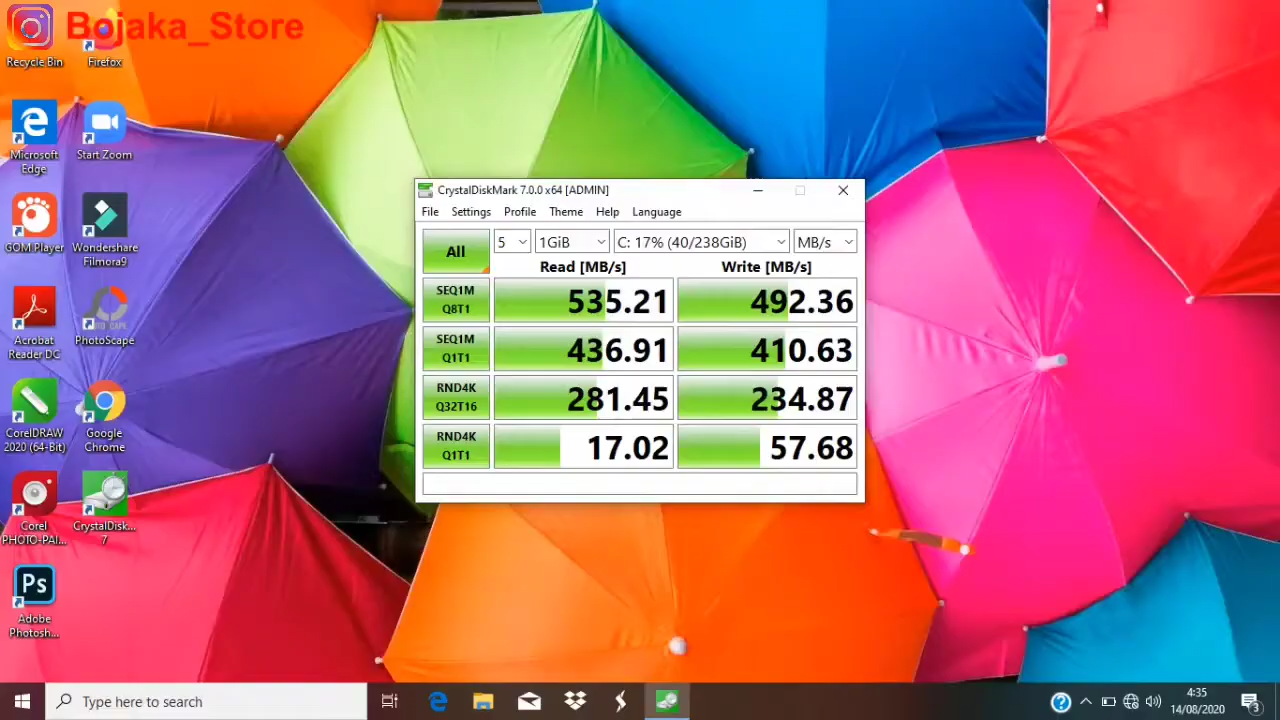 Bojaka_Store
Recycle Bin
Firefox
Microsoft
Edge
Start Zoom
GOM Player
Wondershare
Filmora9
Acrobat
Reader DC
PhotoScape
CorelDRAW
2020 (64-Bit)
Google
Chrome
Corel
PHOTO-PAI...
CrystalDisk...
7
Ps
Adobe
Photosh...
CrystalDiskMark 7.0.0 x64 [ADMIN]
File Settings Profile Theme Help Language
All 5 1GiB C: 17% (40/238GiB) MB/s
Read [MB/s] Write [MB/s]
SEQ1M
Q8T1 535.21 492.36
SEQ1M
Q1T1 436.91 410.63
RND4K
Q32T16 281.45 234.87
RND4K
Q1T1 17.02 57.68
Type here to search
4:35
14/08/2020
3